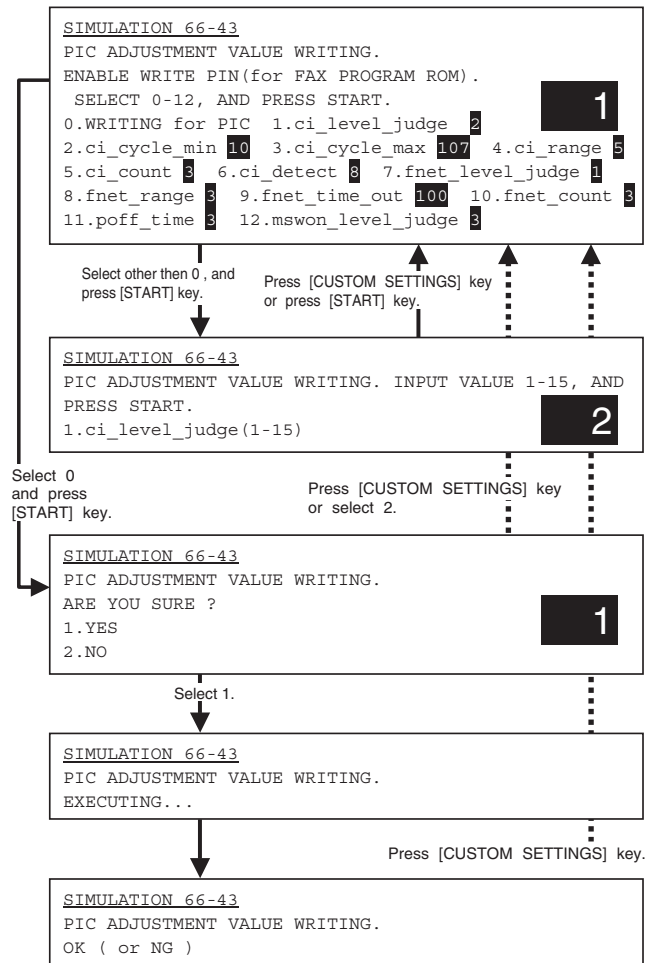 SIMULATION 66-43
PIC ADJUSTMENT VALUE WRITING.
ENABLE WRITE PIN(for FAX PROGRAM ROM).
SELECT 0-12, AND PRESS START.
1
0.WRITING for PIC 1.ci_level_judge 2
2.ci_cycle_min 10 3.ci_cycle_max 107 4.ci_range 5
5.ci_count 3 6.ci_detect 8 7.fnet_level_judge 1
8.fnet_range 3 9.fnet_time_out 100 10.fnet_count 3
11.poff_time 3 12.mswon_level_judge 3
Select other then 0 , and
press [START] key.
Press [CUSTOM SETTINGS] key
or press [START] key.
SIMULATION 66-43
PIC ADJUSTMENT VALUE WRITING. INPUT VALUE 1-15, AND
PRESS START.
1.ci_level_judge(1-15)
2
Select 0
and press
[START] key.
Press [CUSTOM SETTINGS] key
or select 2.
SIMULATION 66-43
PIC ADJUSTMENT VALUE WRITING.
ARE YOU SURE ?
1.YES
2.NO
1
Select 1.
SIMULATION 66-43
PIC ADJUSTMENT VALUE WRITING.
EXECUTING...
Press [CUSTOM SETTINGS] key.
SIMULATION 66-43
PIC ADJUSTMENT VALUE WRITING.
OK ( or NG )